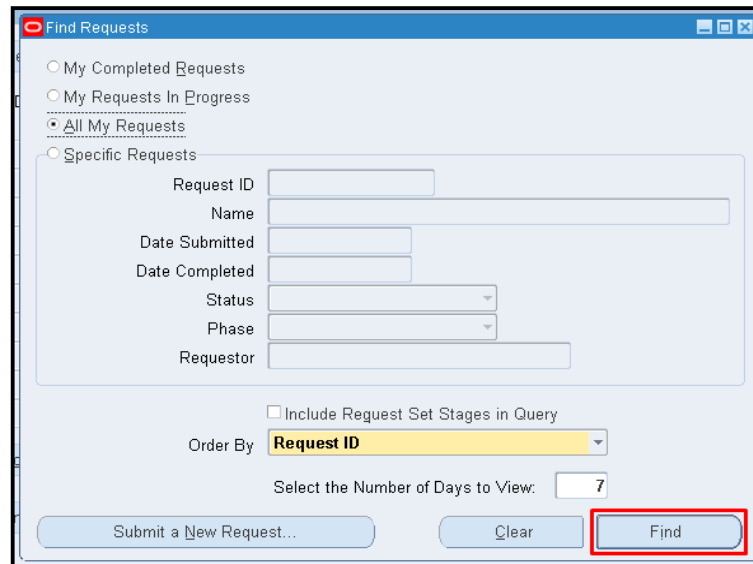 Find Requests
My Completed Requests
My Requests In Progress
All My Requests
Specific Requests
Request ID
Name
Date Submitted
Date Completed
Status
Phase
Requestor
Include Request Set Stages in Query
Order By Request ID
Select the Number of Days to View: 7
Submit a New Request... Clear Find